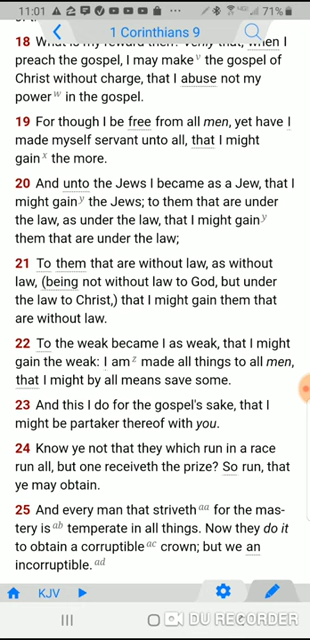 11:01
71%
1 Corinthians 9
18 What is my reward then? Verily that, when I
preach the gospel, I may make v the gospel of
Christ without charge, that I abuse not my
power w in the gospel.
19 For though I be free from all men, yet have I
made myself servant unto all, that I might
gain x the more.
20 And unto the Jews I became as a Jew, that I
might gain y the Jews; to them that are under
the law, as under the law, that I might gain y
them that are under the law;
21 To them that are without law, as without
law, (being not without law to God, but under
the law to Christ,) that I might gain them that
are without law.
22 To the weak became I as weak, that I might
gain the weak: I am z made all things to all men,
that I might by all means save some.
23 And this I do for the gospel's sake, that I
might be partaker thereof with you.
24 Know ye not that they which run in a race
run all, but one receiveth the prize? So run, that
ye may obtain.
25 And every man that striveth aa for the mas-
tery is ab temperate in all things. Now they do it
to obtain a corruptible ac crown; but we an
incorruptible. ad
KJV
DU RECORDER